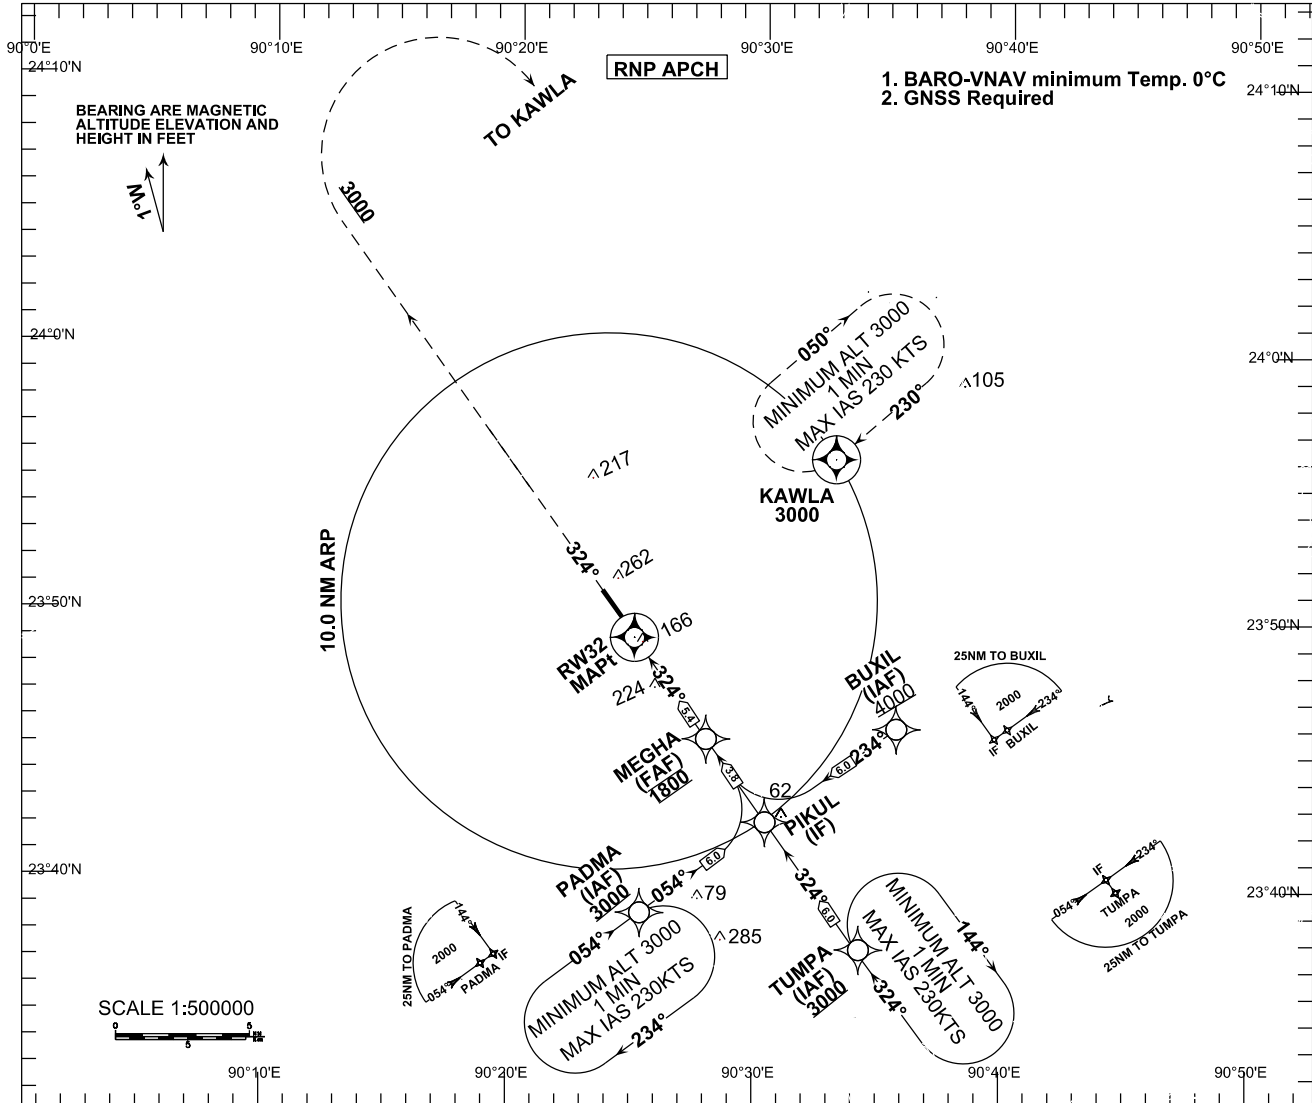 90°0'E
90°10'E
90°20'E
90°30'E
90°40'E
90°50'E
24°10'N
24°10'N
RNP APCH
1. BARO-VNAV minimum Temp. 0°C
2. GNSS Required
BEARING ARE MAGNETIC
ALTITUDE ELEVATION AND
HEIGHT IN FEET
1°W
TO KAWLA
3000
24°0'N
24°0'N
050°
MINIMUM ALT 3000
1 MIN
MAX IAS 230 KTS
230°
105
KAWLA
3000
217
262
324°
10.0 NM ARP
23°50'N
23°50'N
166
RW32
MAPt
224
324°
5.4
BUXIL
(IAF)
4000
234°
6.0
25NM TO BUXIL
144°
2000
234°
IF
BUXIL
MEGHA
(FAF)
1800
3.8
62
PIKUL
(IF)
23°40'N
23°40'N
PADMA
(IAF)
3000
054°
6.0
79
285
054°
MINIMUM ALT 3000
1 MIN
MAX IAS 230KTS
234°
324°
6.0
TUMPA
(IAF)
3000
MINIMUM ALT 3000
1 MIN
MAX IAS 230KTS
144°
324°
25NM TO PADMA
144°
2000
054°
PADMA
IF
IF
234°
054°
TUMPA
2000
25NM TO TUMPA
SCALE 1:500000
0
5
5
90°10'E
90°20'E
90°30'E
90°40'E
90°50'E